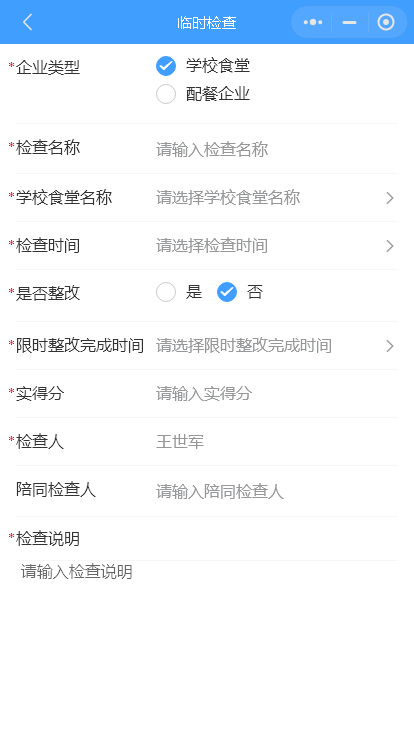 临时检查
*企业类型 学校食堂
配餐企业
*检查名称 请输入检查名称
*学校食堂名称 请选择学校食堂名称
*检查时间 请选择检查时间
*是否整改 是 否
*限时整改完成时间 请选择限时整改完成时间
*实得分 请输入实得分
*检查人 王世军
陪同检查人 请输入陪同检查人
*检查说明
请输入检查说明